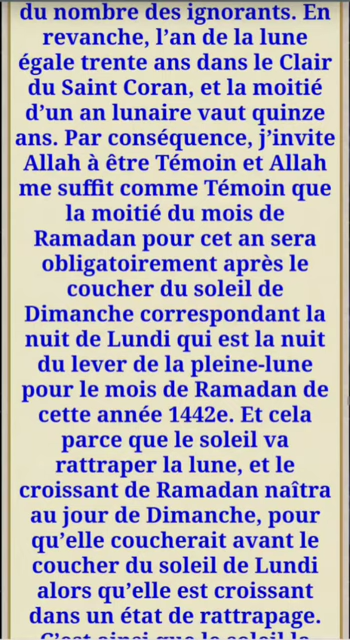 du nombre des ignorants. En
revanche, l’an de la lune
égale trente ans dans le Clair
du Saint Coran, et la moitié
d’un an lunaire vaut quinze
ans. Par conséquence, j’invite
Allah à être Témoin et Allah
me suffit comme Témoin que
la moitié du mois de
Ramadan pour cet an sera
obligatoirement après le
coucher du soleil de
Dimanche correspondant la
nuit de Lundi qui est la nuit
du lever de la pleine-lune
pour le mois de Ramadan de
cette année 1442e. Et cela
parce que le soleil va
rattraper la lune, et le
croissant de Ramadan naîtra
au jour de Dimanche, pour
qu’elle coucherait avant le
coucher du soleil de Lundi
alors qu’elle est croissant
dans un état de rattrapage.
C’est ainsi que le soleil la